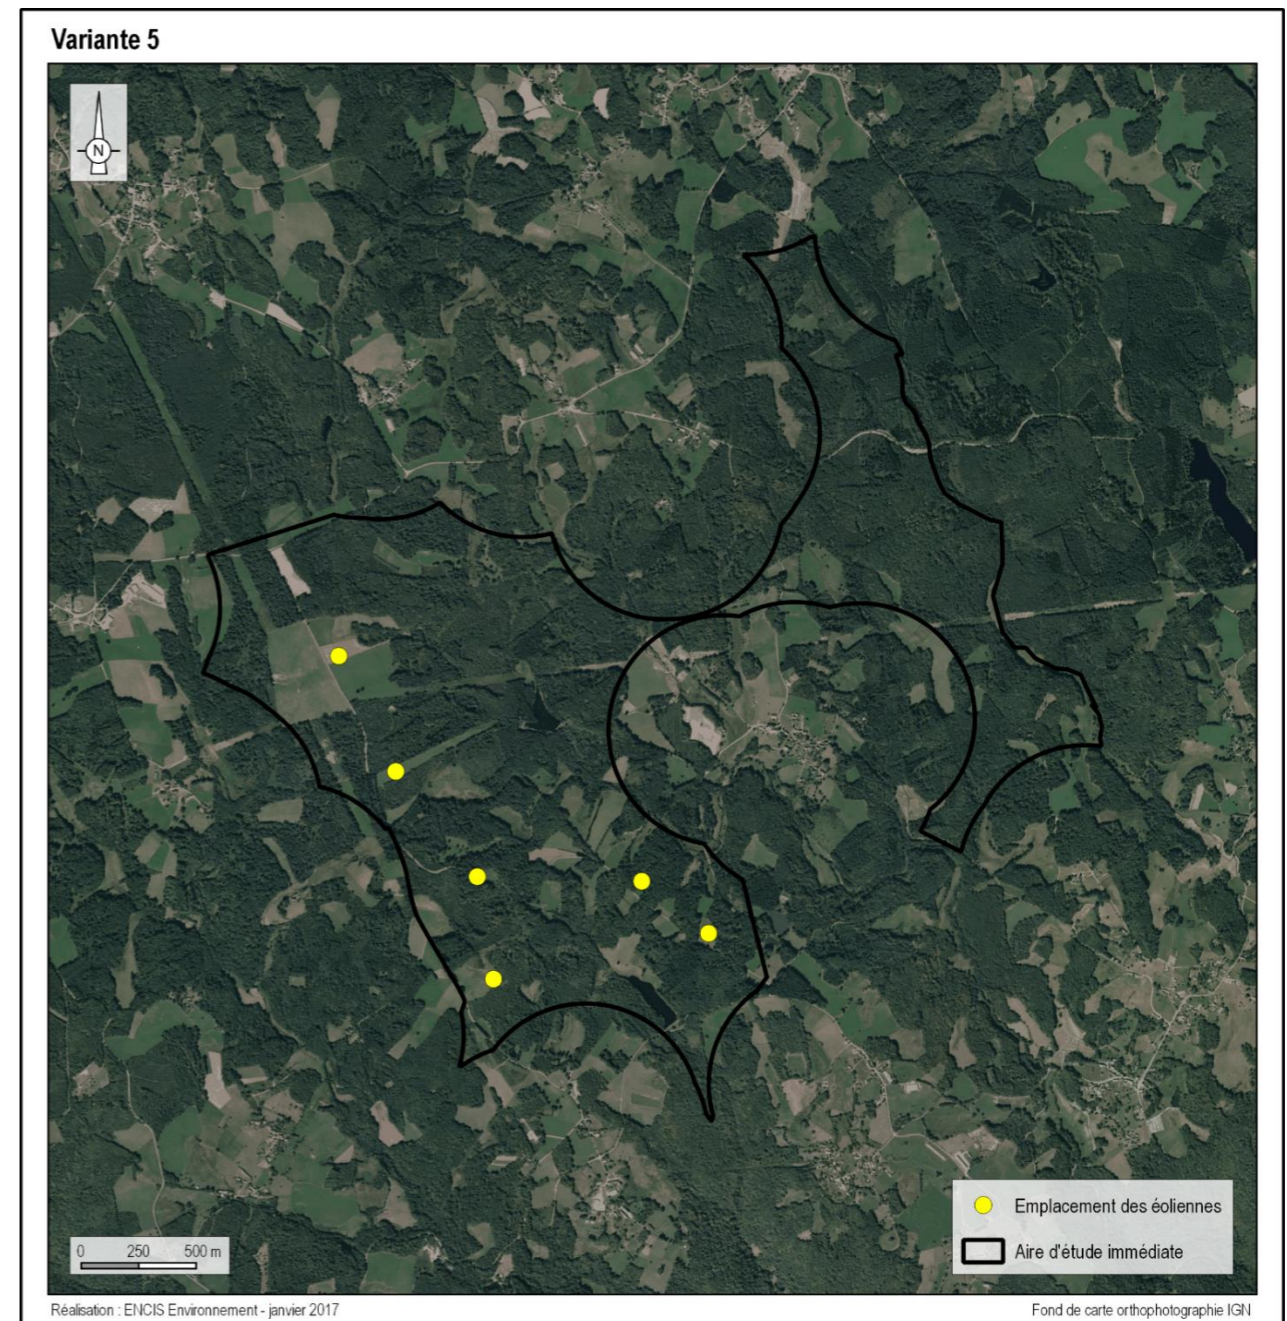 Variante 5
N
Emplacement des éoliennes
Aire d'étude immédiate
0 250 500 m
Réalisation : ENCIS Environnement - janvier 2017
Fond de carte orthophotographie IGN